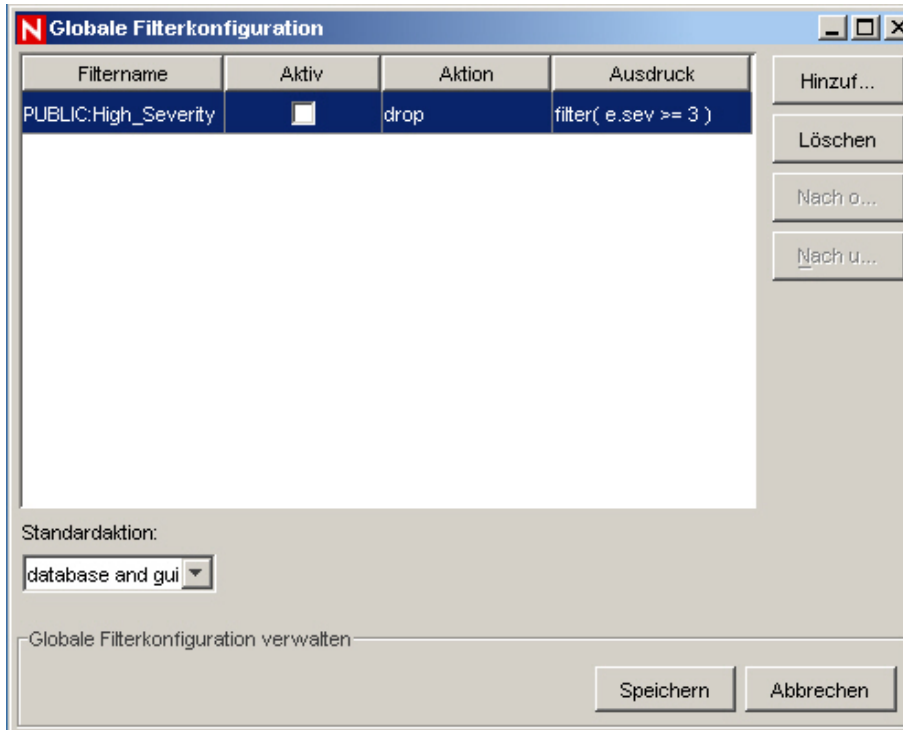 N Globale Filterkonfiguration
Filtername Aktiv Aktion Ausdruck
PUBLIC:High_Severity drop filter( e.sev >= 3 )
Hinzuf...
Löschen
Nach o...
Nach u...
Standardaktion:
database and gui
Globale Filterkonfiguration verwalten
Speichern Abbrechen